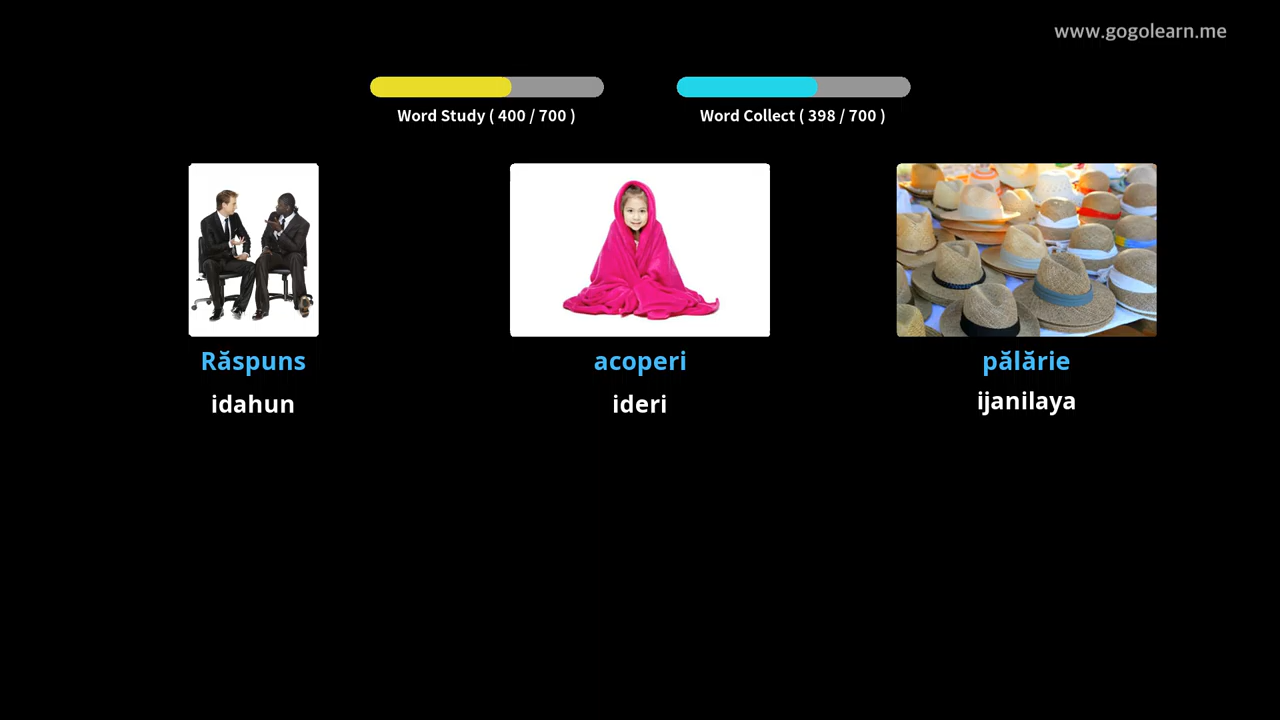 www.gogolearn.me
Word Study ( 400 / 700 )
Word Collect ( 398 / 700 )
Răspuns
idahun
acoperi
ideri
pălărie
ijanilaya